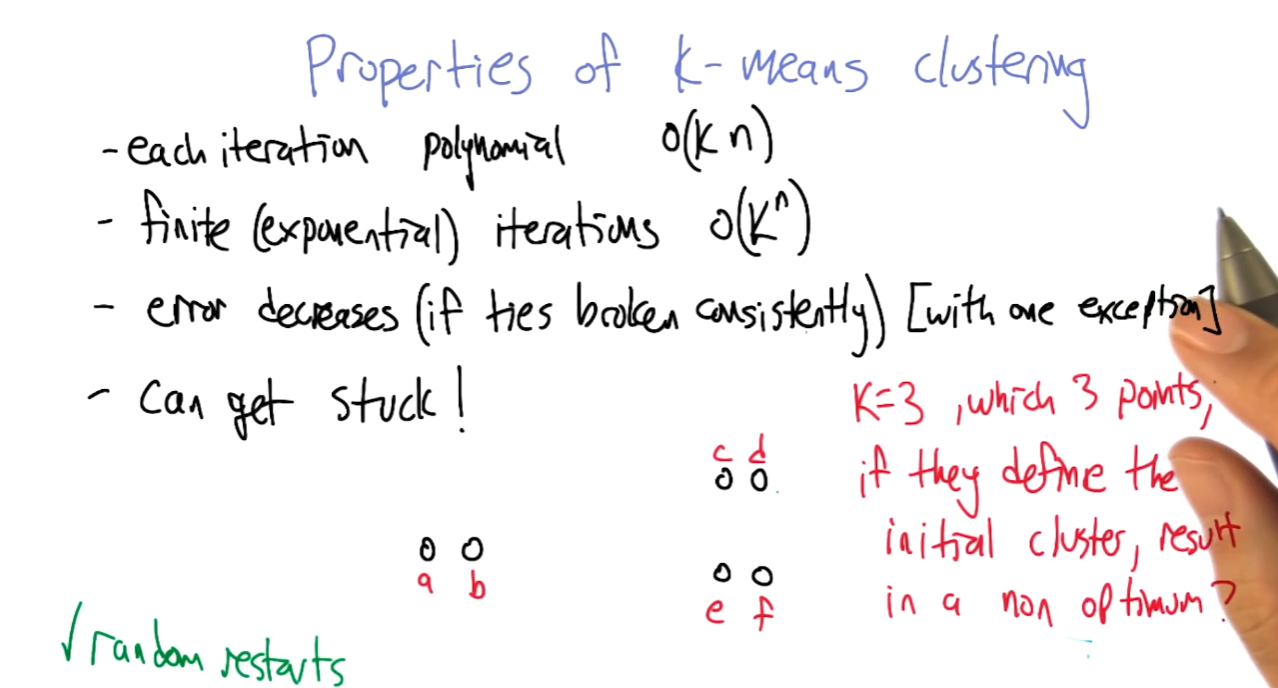 Properties of k-means clustering
- each iteration polynomial O(kn)
- finite (exponential) iterations O(kⁿ)
- error decreases (if ties broken consistently) [with one exception]
- can get stuck!
K=3, which 3 points,
if they define the
initial cluster, result
in a non optimum?
c d
a b
e f
√ random restarts